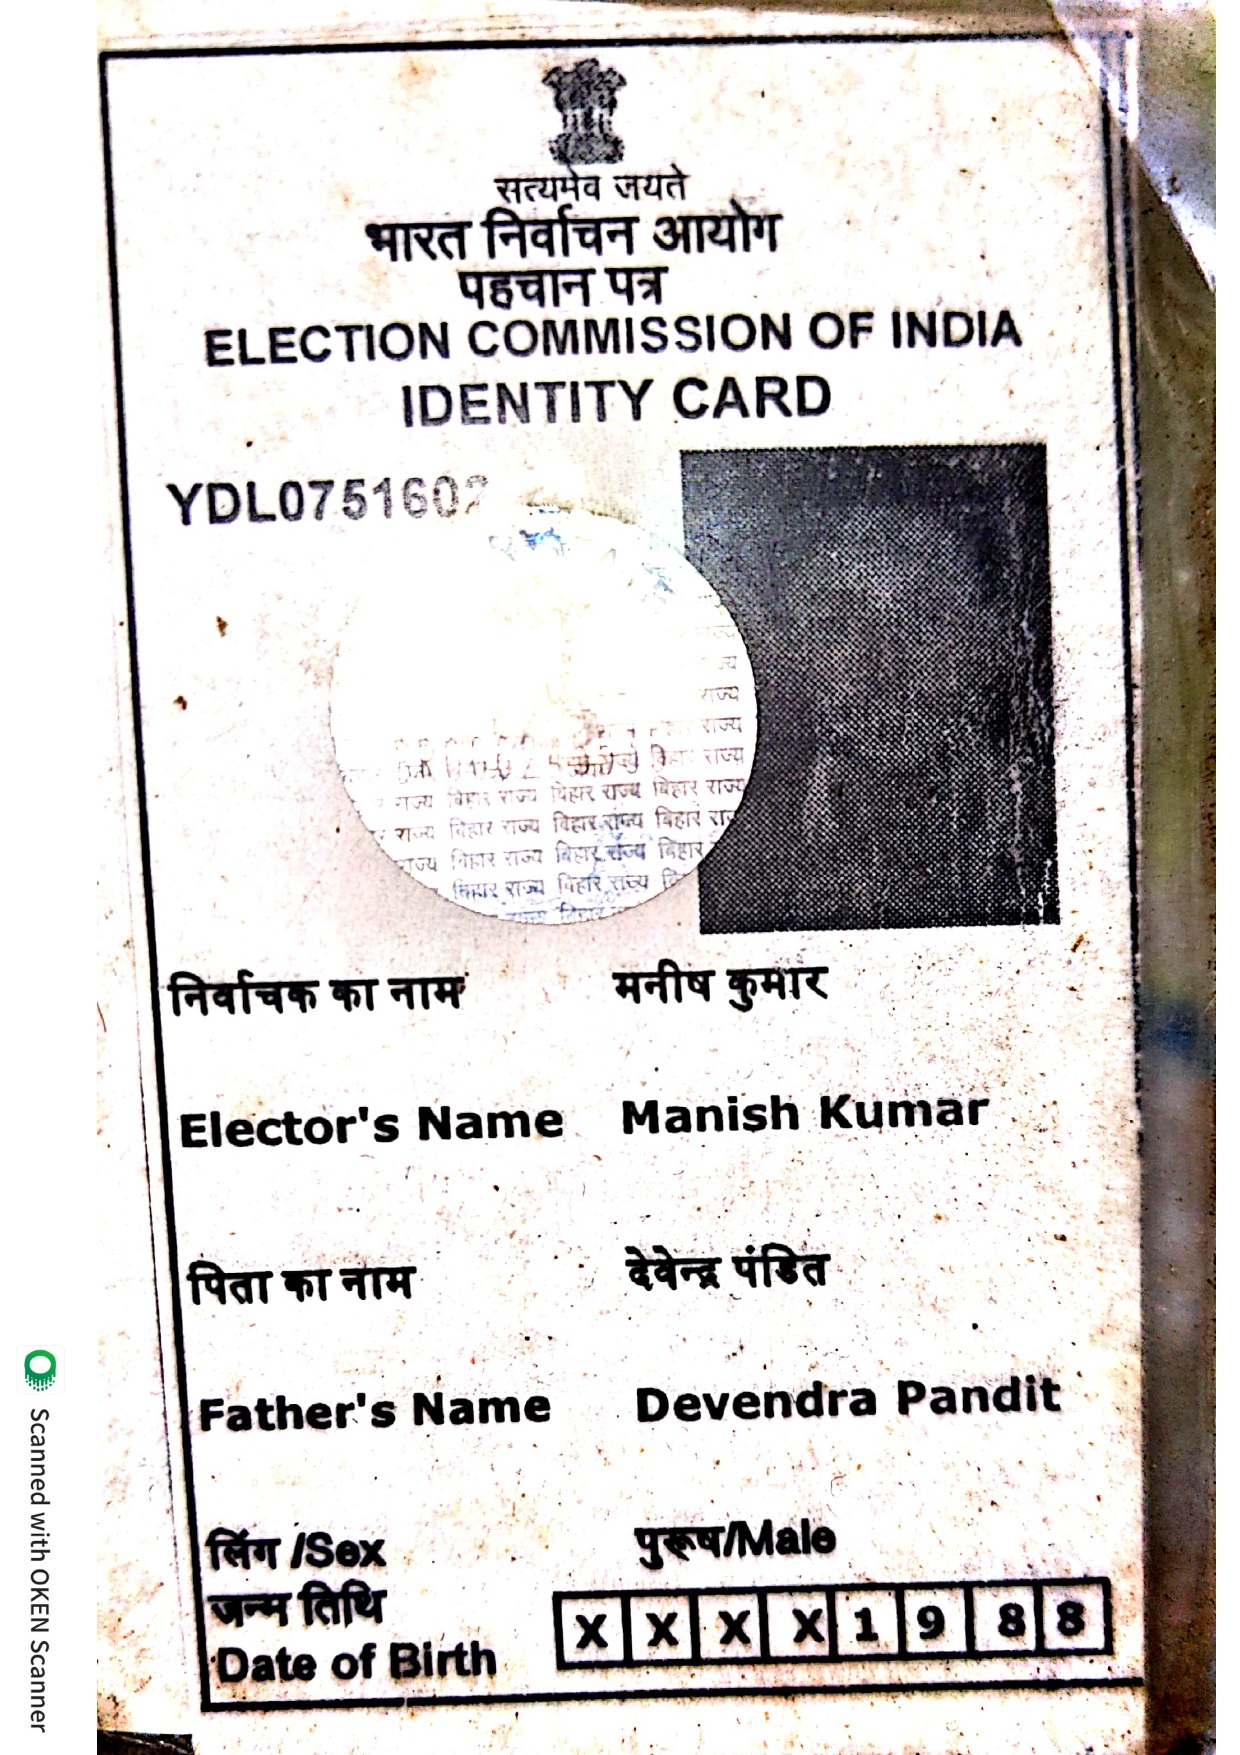 सत्यमेव जयते
भारत निर्वाचन आयोग
पहचान पत्र
ELECTION COMMISSION OF INDIA
IDENTITY CARD
YDL0751602
राज्य
राज्य
राज्य
बिहार राज्य
राज्य बिहार राज्य बिहार राज्य बिहार राज्य
राज्य बिहार राज्य बिहार राज्य बिहार
राज्य बिहार राज्य बिहार राज्य बिहार
बिहार राज्य बिहार राज्य
निर्वाचक का नाम मनीष कुमार
Elector's Name Manish Kumar
पिता का नाम देवेन्द्र पंडित
Father's Name Devendra Pandit
लिंग /Sex पुरूष/Male
जन्म तिथि
Date of Birth X X X X 1 9 8 8
Scanned with OKEN Scanner